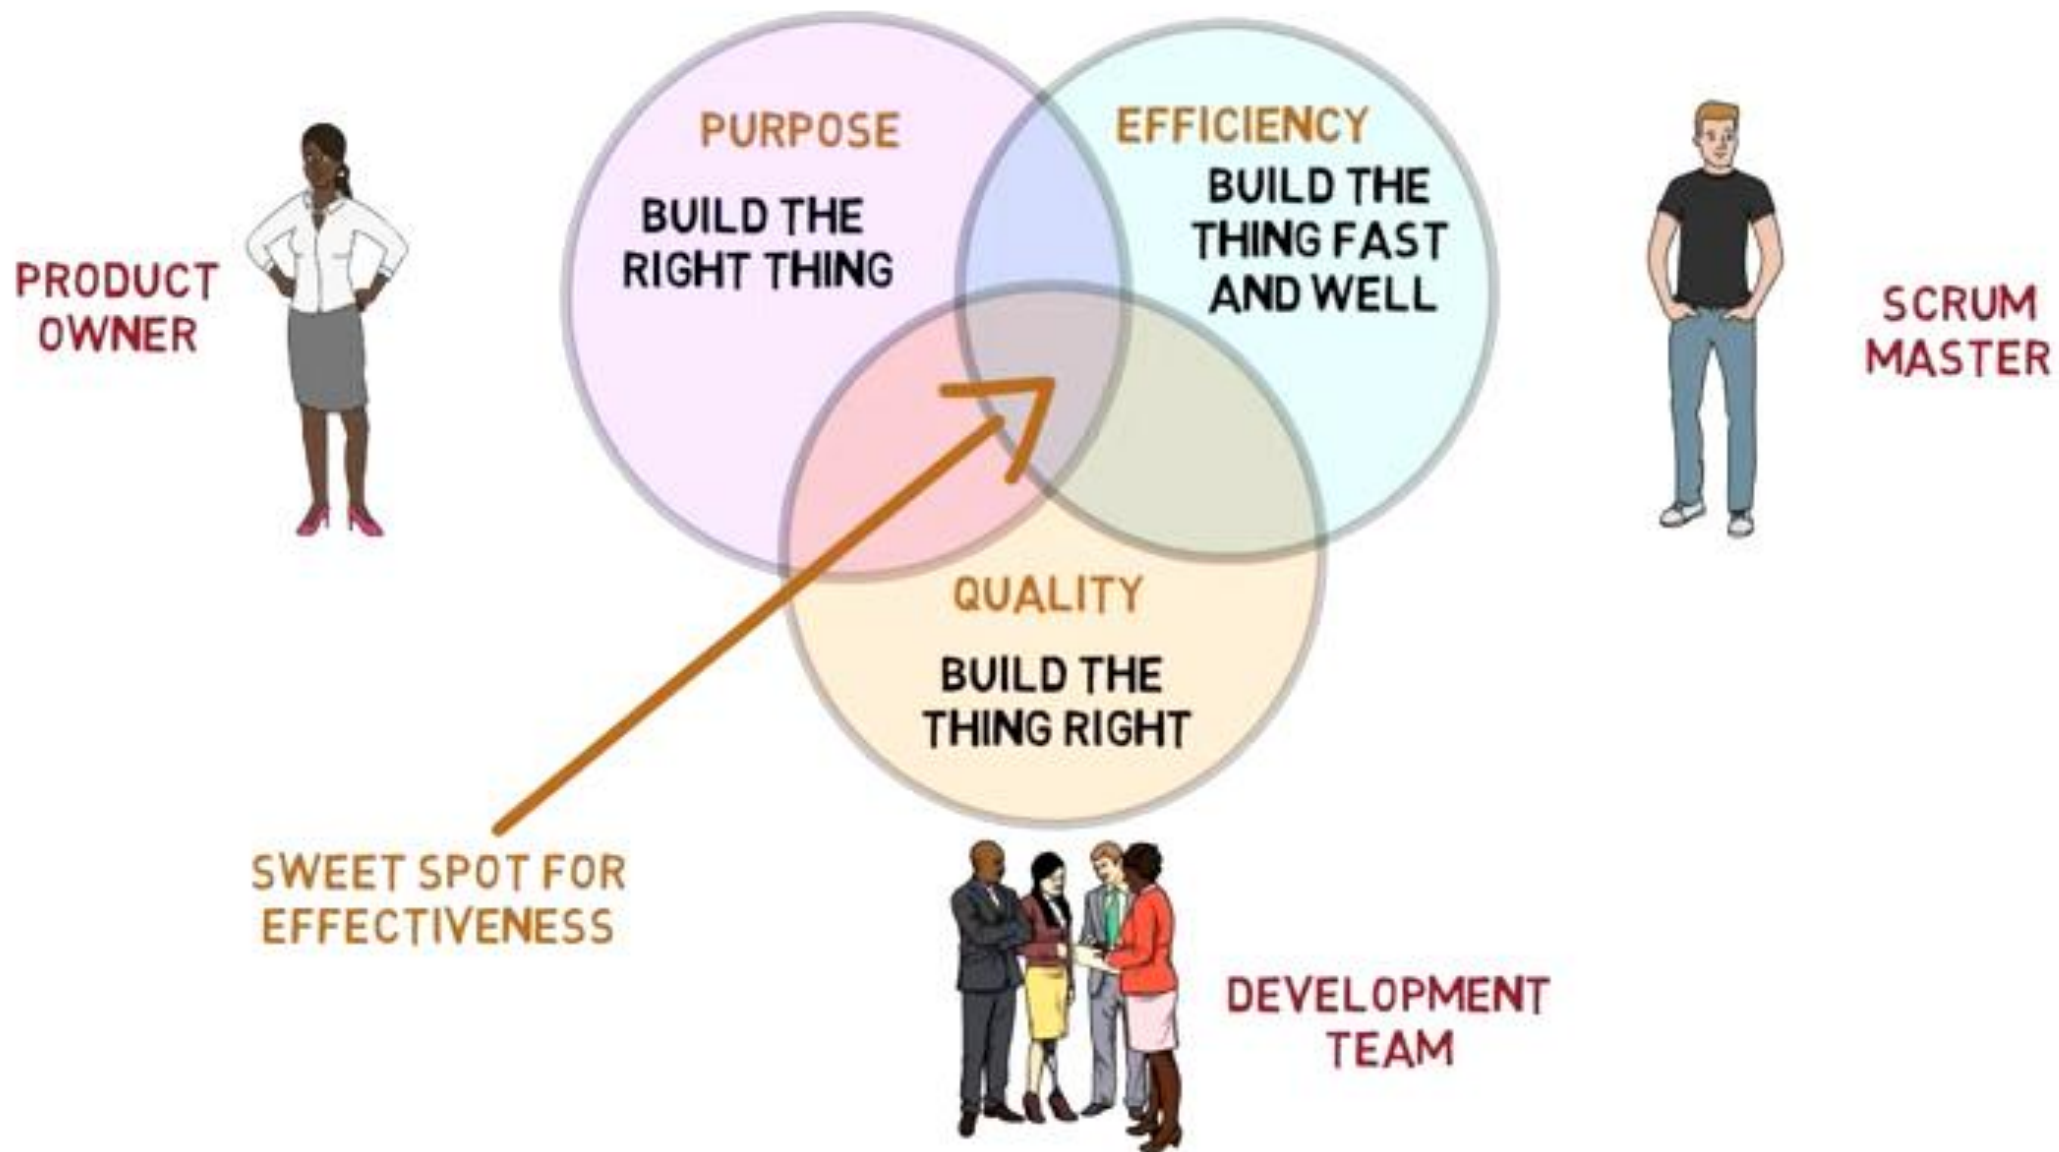 PURPOSE
BUILD THE
RIGHT THING
EFFICIENCY
BUILD THE
THING FAST
AND WELL
PRODUCT
OWNER
SCRUM
MASTER
QUALITY
BUILD THE
THING RIGHT
SWEET SPOT FOR
EFFECTIVENESS
DEVELOPMENT
TEAM